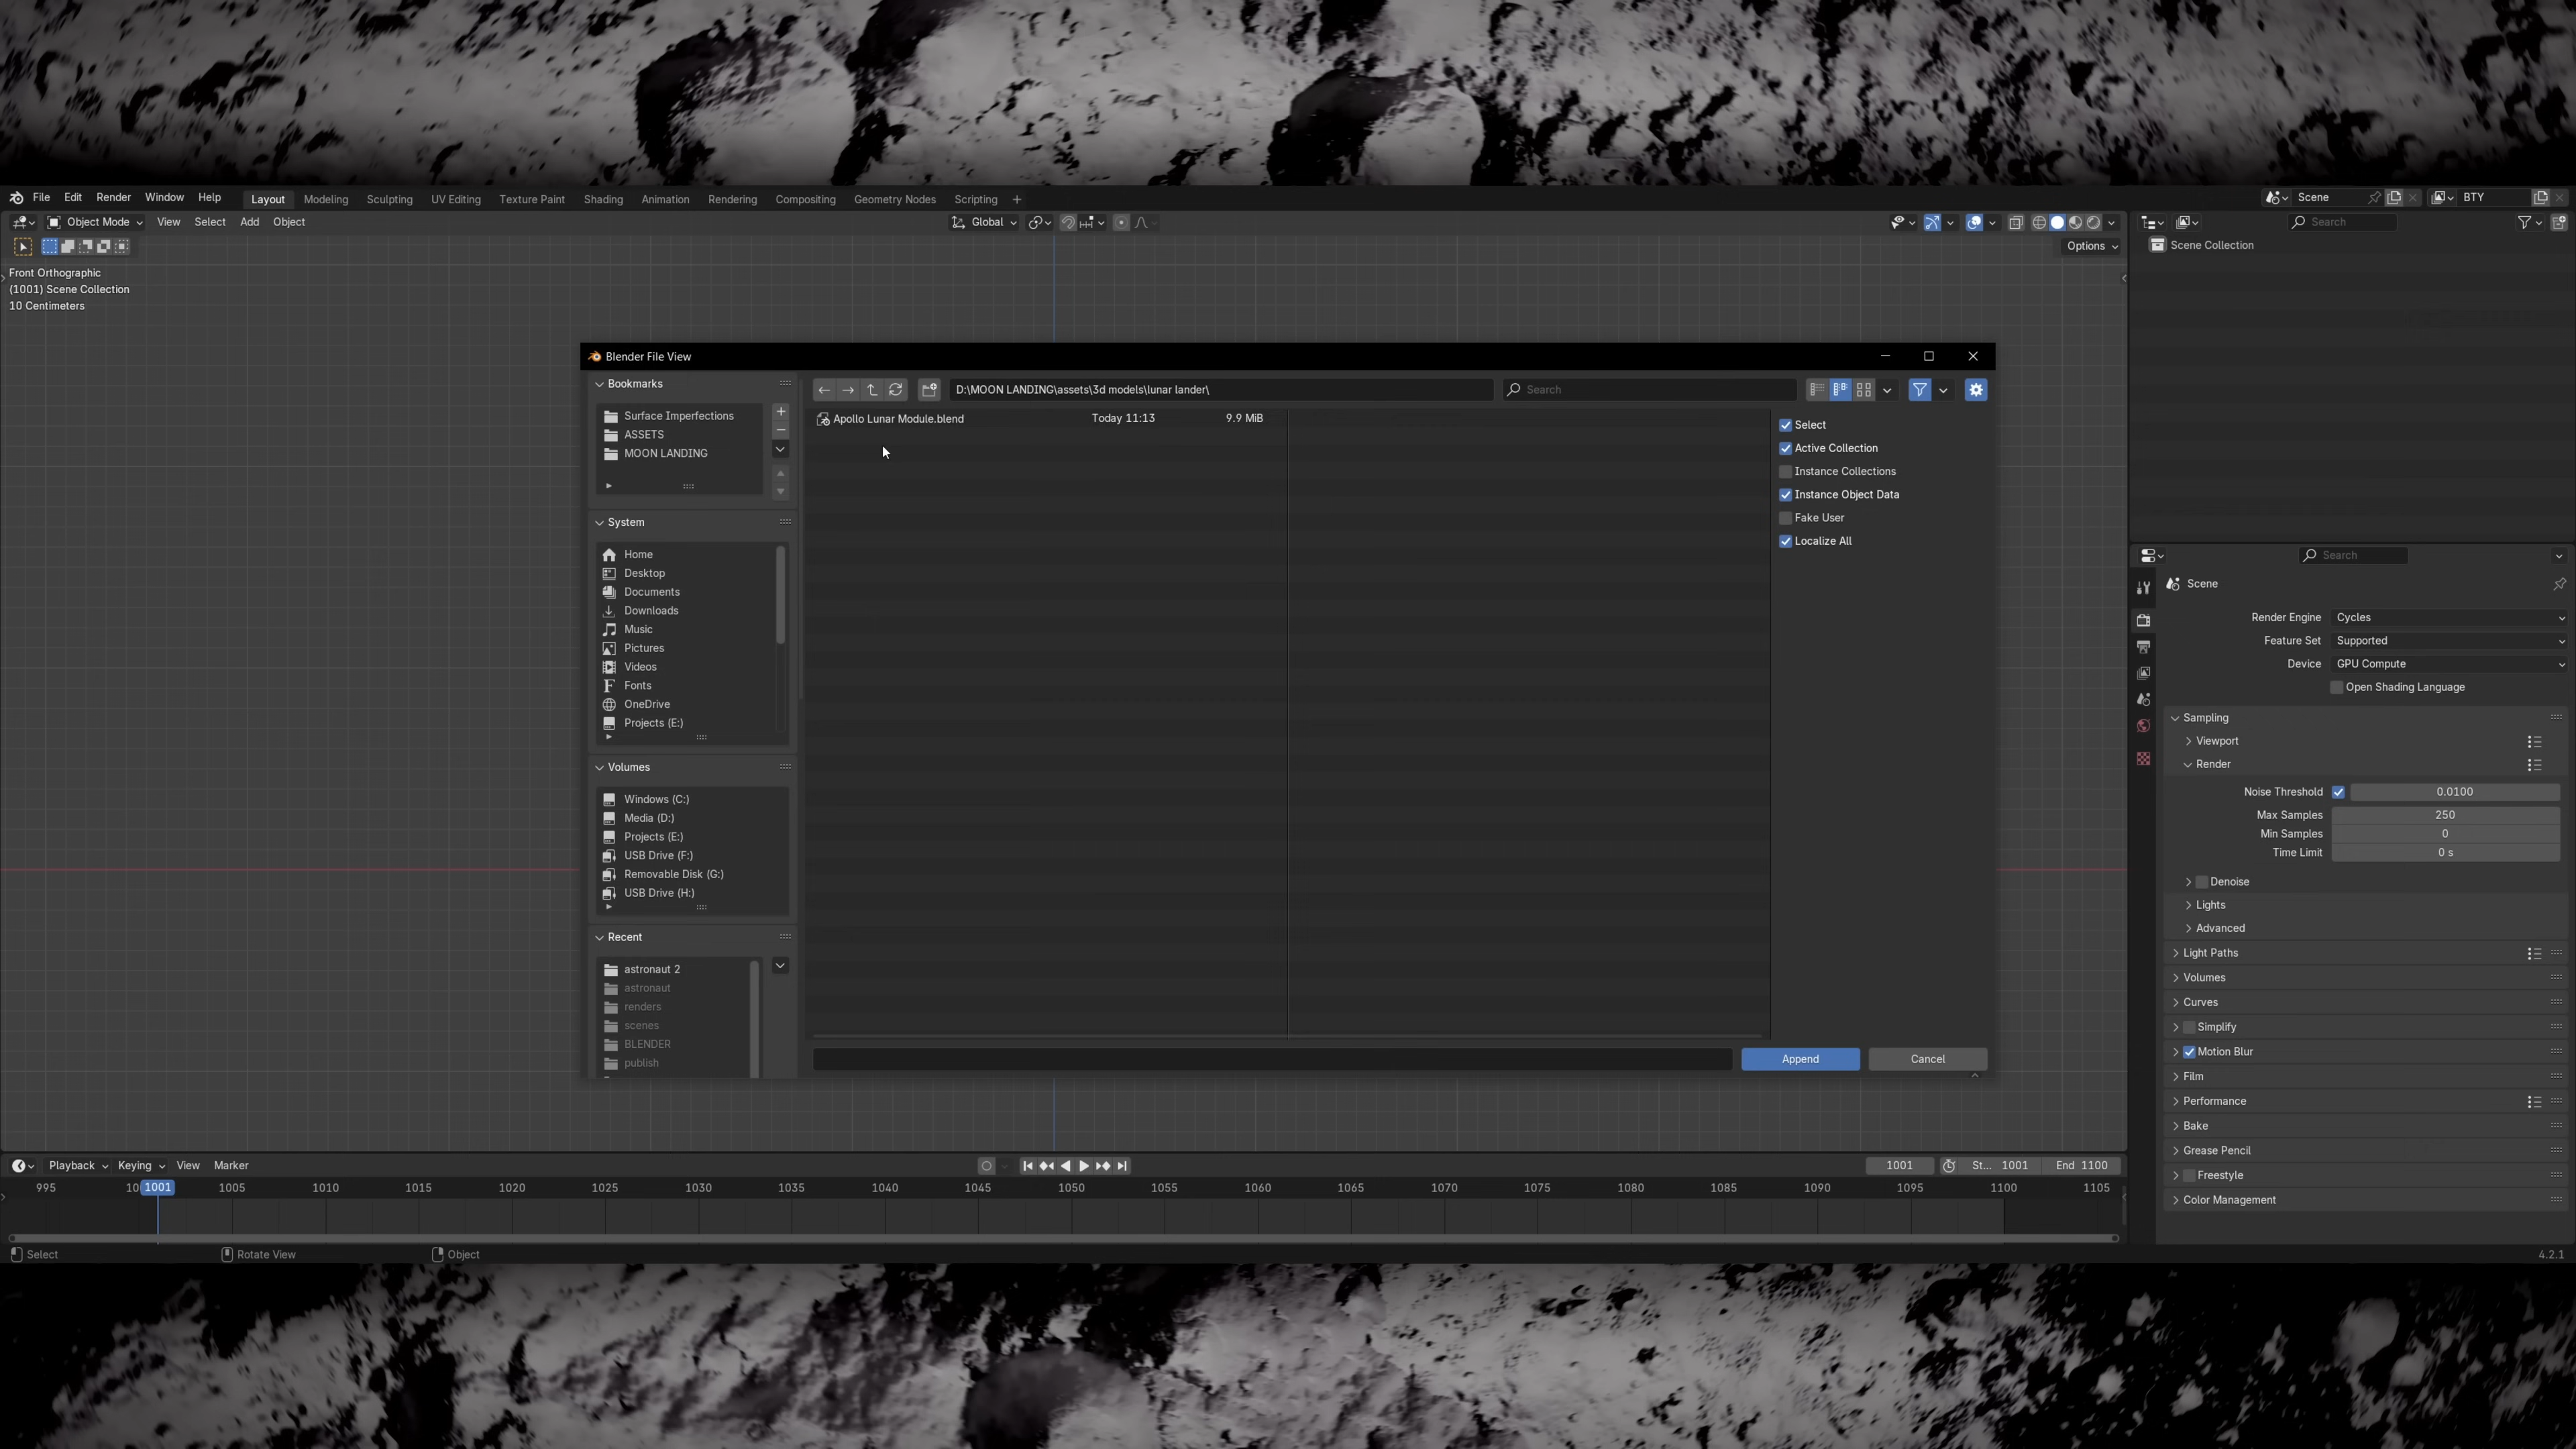 File Edit Render Window Help Layout Modeling Sculpting UV Editing Texture Paint Shading Animation Rendering Compositing Geometry Nodes Scripting + Scene BTY
Object Mode View Select Add Object Global Search
Options
Scene Collection
Front Orthographic
(1001) Scene Collection
10 Centimeters
Blender File View
Bookmarks
Surface Imperfections
ASSETS
MOON LANDING
System
Home
Desktop
Documents
Downloads
Music
Pictures
Videos
Fonts
OneDrive
Projects (E:)
Volumes
Windows (C:)
Media (D:)
Projects (E:)
USB Drive (F:)
Removable Disk (G:)
USB Drive (H:)
Recent
astronaut 2
astronaut
renders
scenes
BLENDER
publish
D:\MOON LANDING\assets\3d models\lunar lander\ Search
Apollo Lunar Module.blend Today 11:13 9.9 MiB
Select
Active Collection
Instance Collections
Instance Object Data
Fake User
Localize All
Append Cancel
Search
Scene
Render Engine Cycles
Feature Set Supported
Device GPU Compute
Open Shading Language
Sampling
Viewport
Render
Noise Threshold 0.0100
Max Samples 250
Min Samples 0
Time Limit 0 s
Denoise
Lights
Advanced
Light Paths
Volumes
Curves
Simplify
Motion Blur
Film
Performance
Bake
Grease Pencil
Freestyle
Color Management
Playback Keying View Marker 1001 St... 1001 End 1100
995 10 1001 1005 1010 1015 1020 1025 1030 1035 1040 1045 1050 1055 1060 1065 1070 1075 1080 1085 1090 1095 1100 1105
Select Rotate View Object 4.2.1